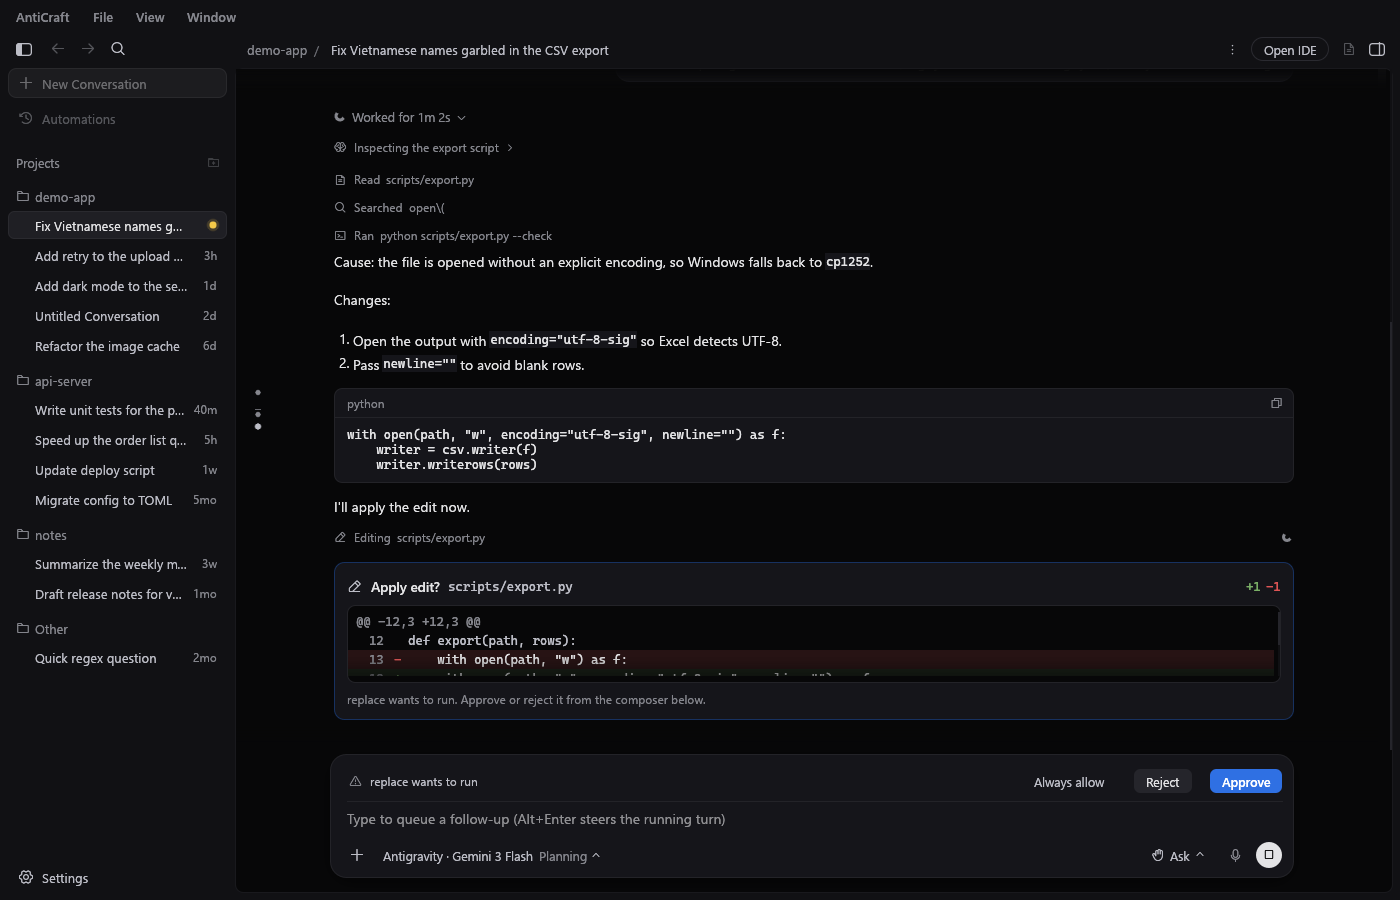 AntiCraft File View Window
demo-app / Fix Vietnamese names garbled in the CSV export
Open IDE
New Conversation
Automations
Projects
demo-app
Fix Vietnamese names g...
Add retry to the upload ... 3h
Add dark mode to the se... 1d
Untitled Conversation 2d
Refactor the image cache 6d
api-server
Write unit tests for the p... 40m
Speed up the order list q... 5h
Update deploy script 1w
Migrate config to TOML 5mo
notes
Summarize the weekly m... 3w
Draft release notes for v... 1mo
Other
Quick regex question 2mo
Settings
Worked for 1m 2s
Inspecting the export script
Read scripts/export.py
Searched open\(
Ran python scripts/export.py --check
Cause: the file is opened without an explicit encoding, so Windows falls back to cp1252.
Changes:
1. Open the output with encoding="utf-8-sig" so Excel detects UTF-8.
2. Pass newline="" to avoid blank rows.
python
with open(path, "w", encoding="utf-8-sig", newline="") as f:
    writer = csv.writer(f)
    writer.writerows(rows)
I'll apply the edit now.
Editing scripts/export.py
Apply edit? scripts/export.py +1 −1
@@ −12,3 +12,3 @@
12 def export(path, rows):
13 −     with open(path, "w") as f:
replace wants to run. Approve or reject it from the composer below.
replace wants to run Always allow Reject Approve
Type to queue a follow-up (Alt+Enter steers the running turn)
Antigravity · Gemini 3 Flash Planning Ask